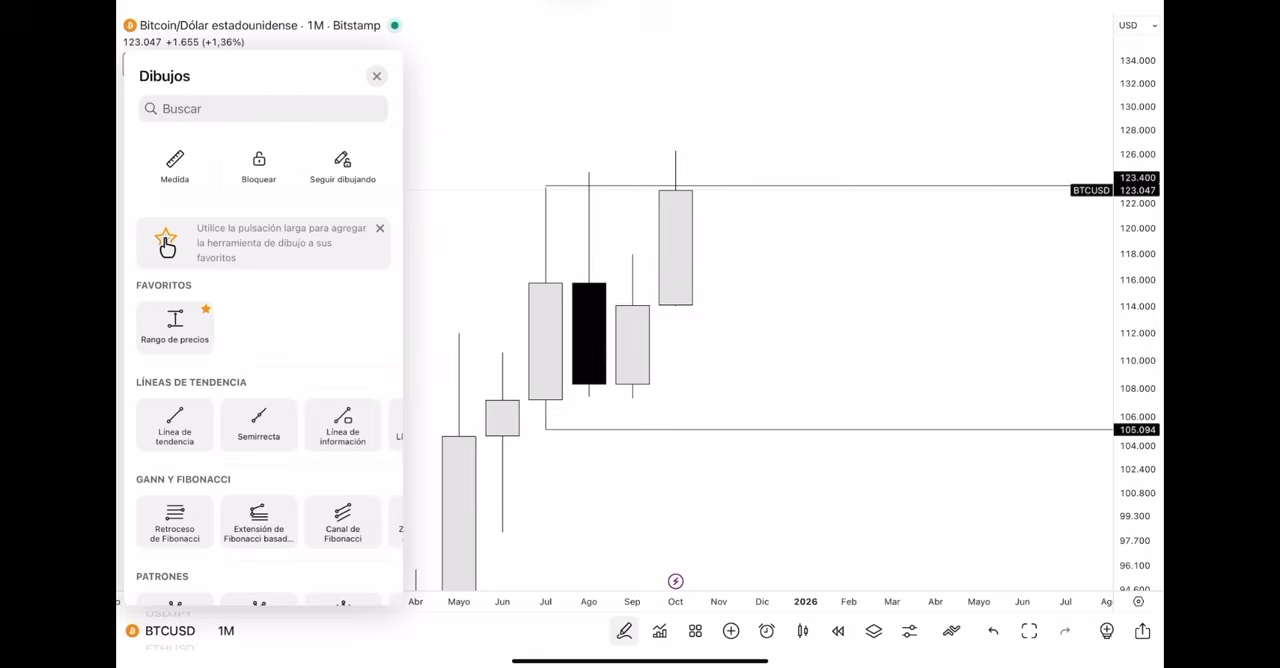 Bitcoin/Dólar estadounidense · 1M · Bitstamp
123.047 +1.655 (+1,36%)
USD
Dibujos
Buscar
Medida
Bloquear
Seguir dibujando
Utilice la pulsación larga para agregar
la herramienta de dibujo a sus
favoritos
FAVORITOS
Rango de precios
LÍNEAS DE TENDENCIA
Línea de
tendencia
Semirrecta
Línea de
información
GANN Y FIBONACCI
Retroceso
de Fibonacci
Extensión de
Fibonacci basad...
Canal de
Fibonacci
PATRONES
134.000
132.000
130.000
128.000
126.000
123.400
BTCUSD 123.047
122.000
120.000
118.000
116.000
114.000
112.000
110.000
108.000
106.000
105.094
104.000
102.400
100.800
99.300
97.700
96.100
94.600
Abr Mayo Jun Jul Ago Sep Oct Nov Dic 2026 Feb Mar Abr Mayo Jun Jul Ag
USDJPY
BTCUSD 1M
ETHUSD